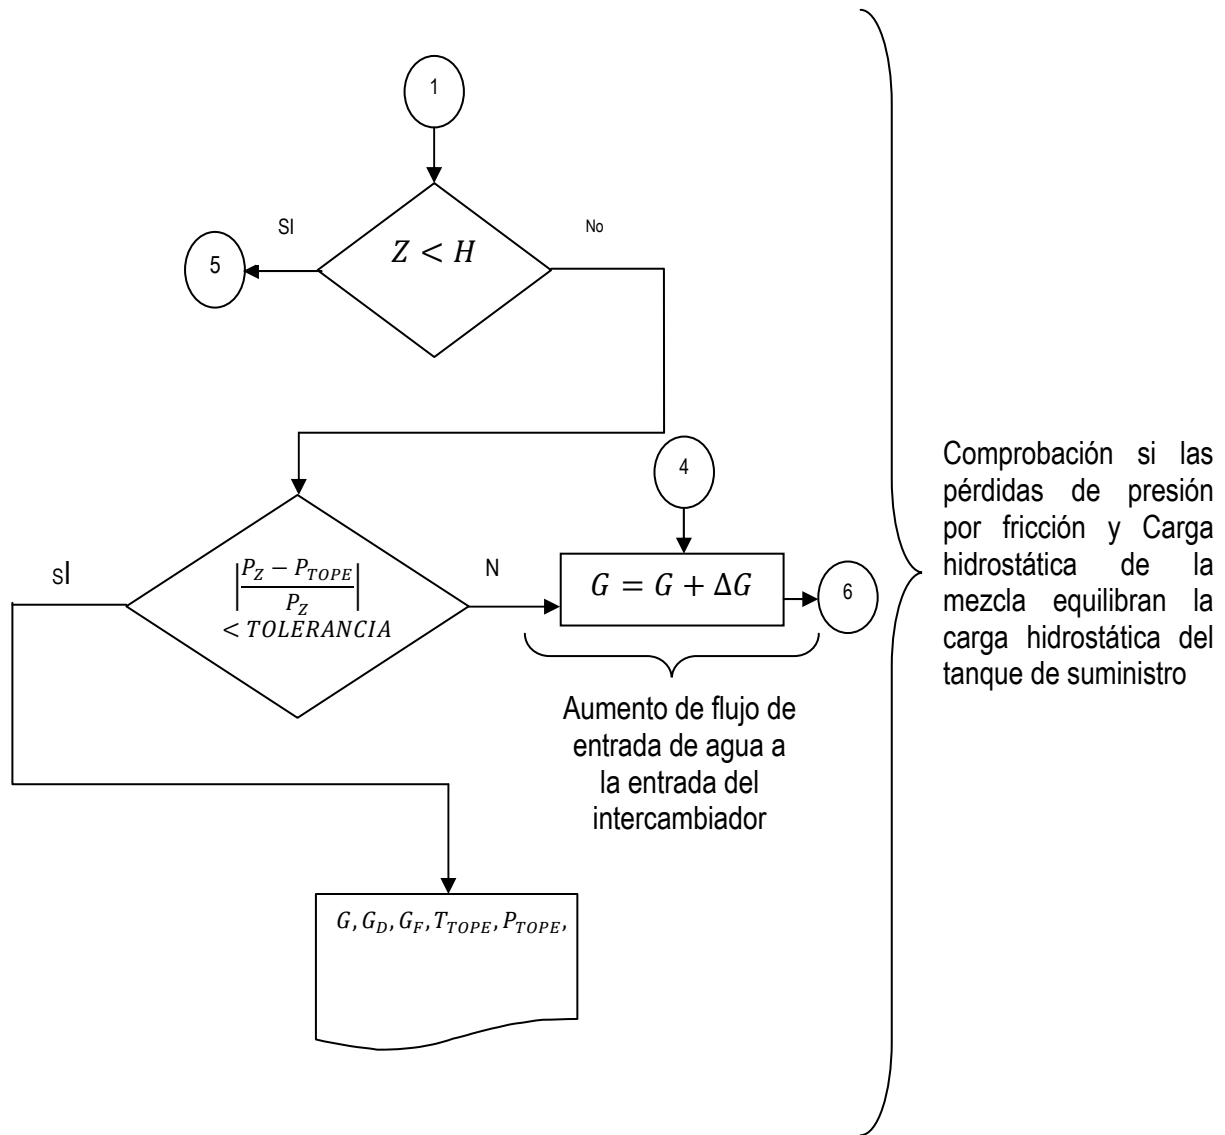 1
SI
No
5
Z < H
4
sI
|P_Z − P_TOPE / P_Z|
< TOLERANCIA
N
G = G + ΔG
6
Aumento de flujo de
entrada de agua a
la entrada del
intercambiador
G, G_D, G_F, T_TOPE, P_TOPE,
Comprobación si las
pérdidas de presión
por fricción y Carga
hidrostática de la
mezcla equilibran la
carga hidrostática del
tanque de suministro